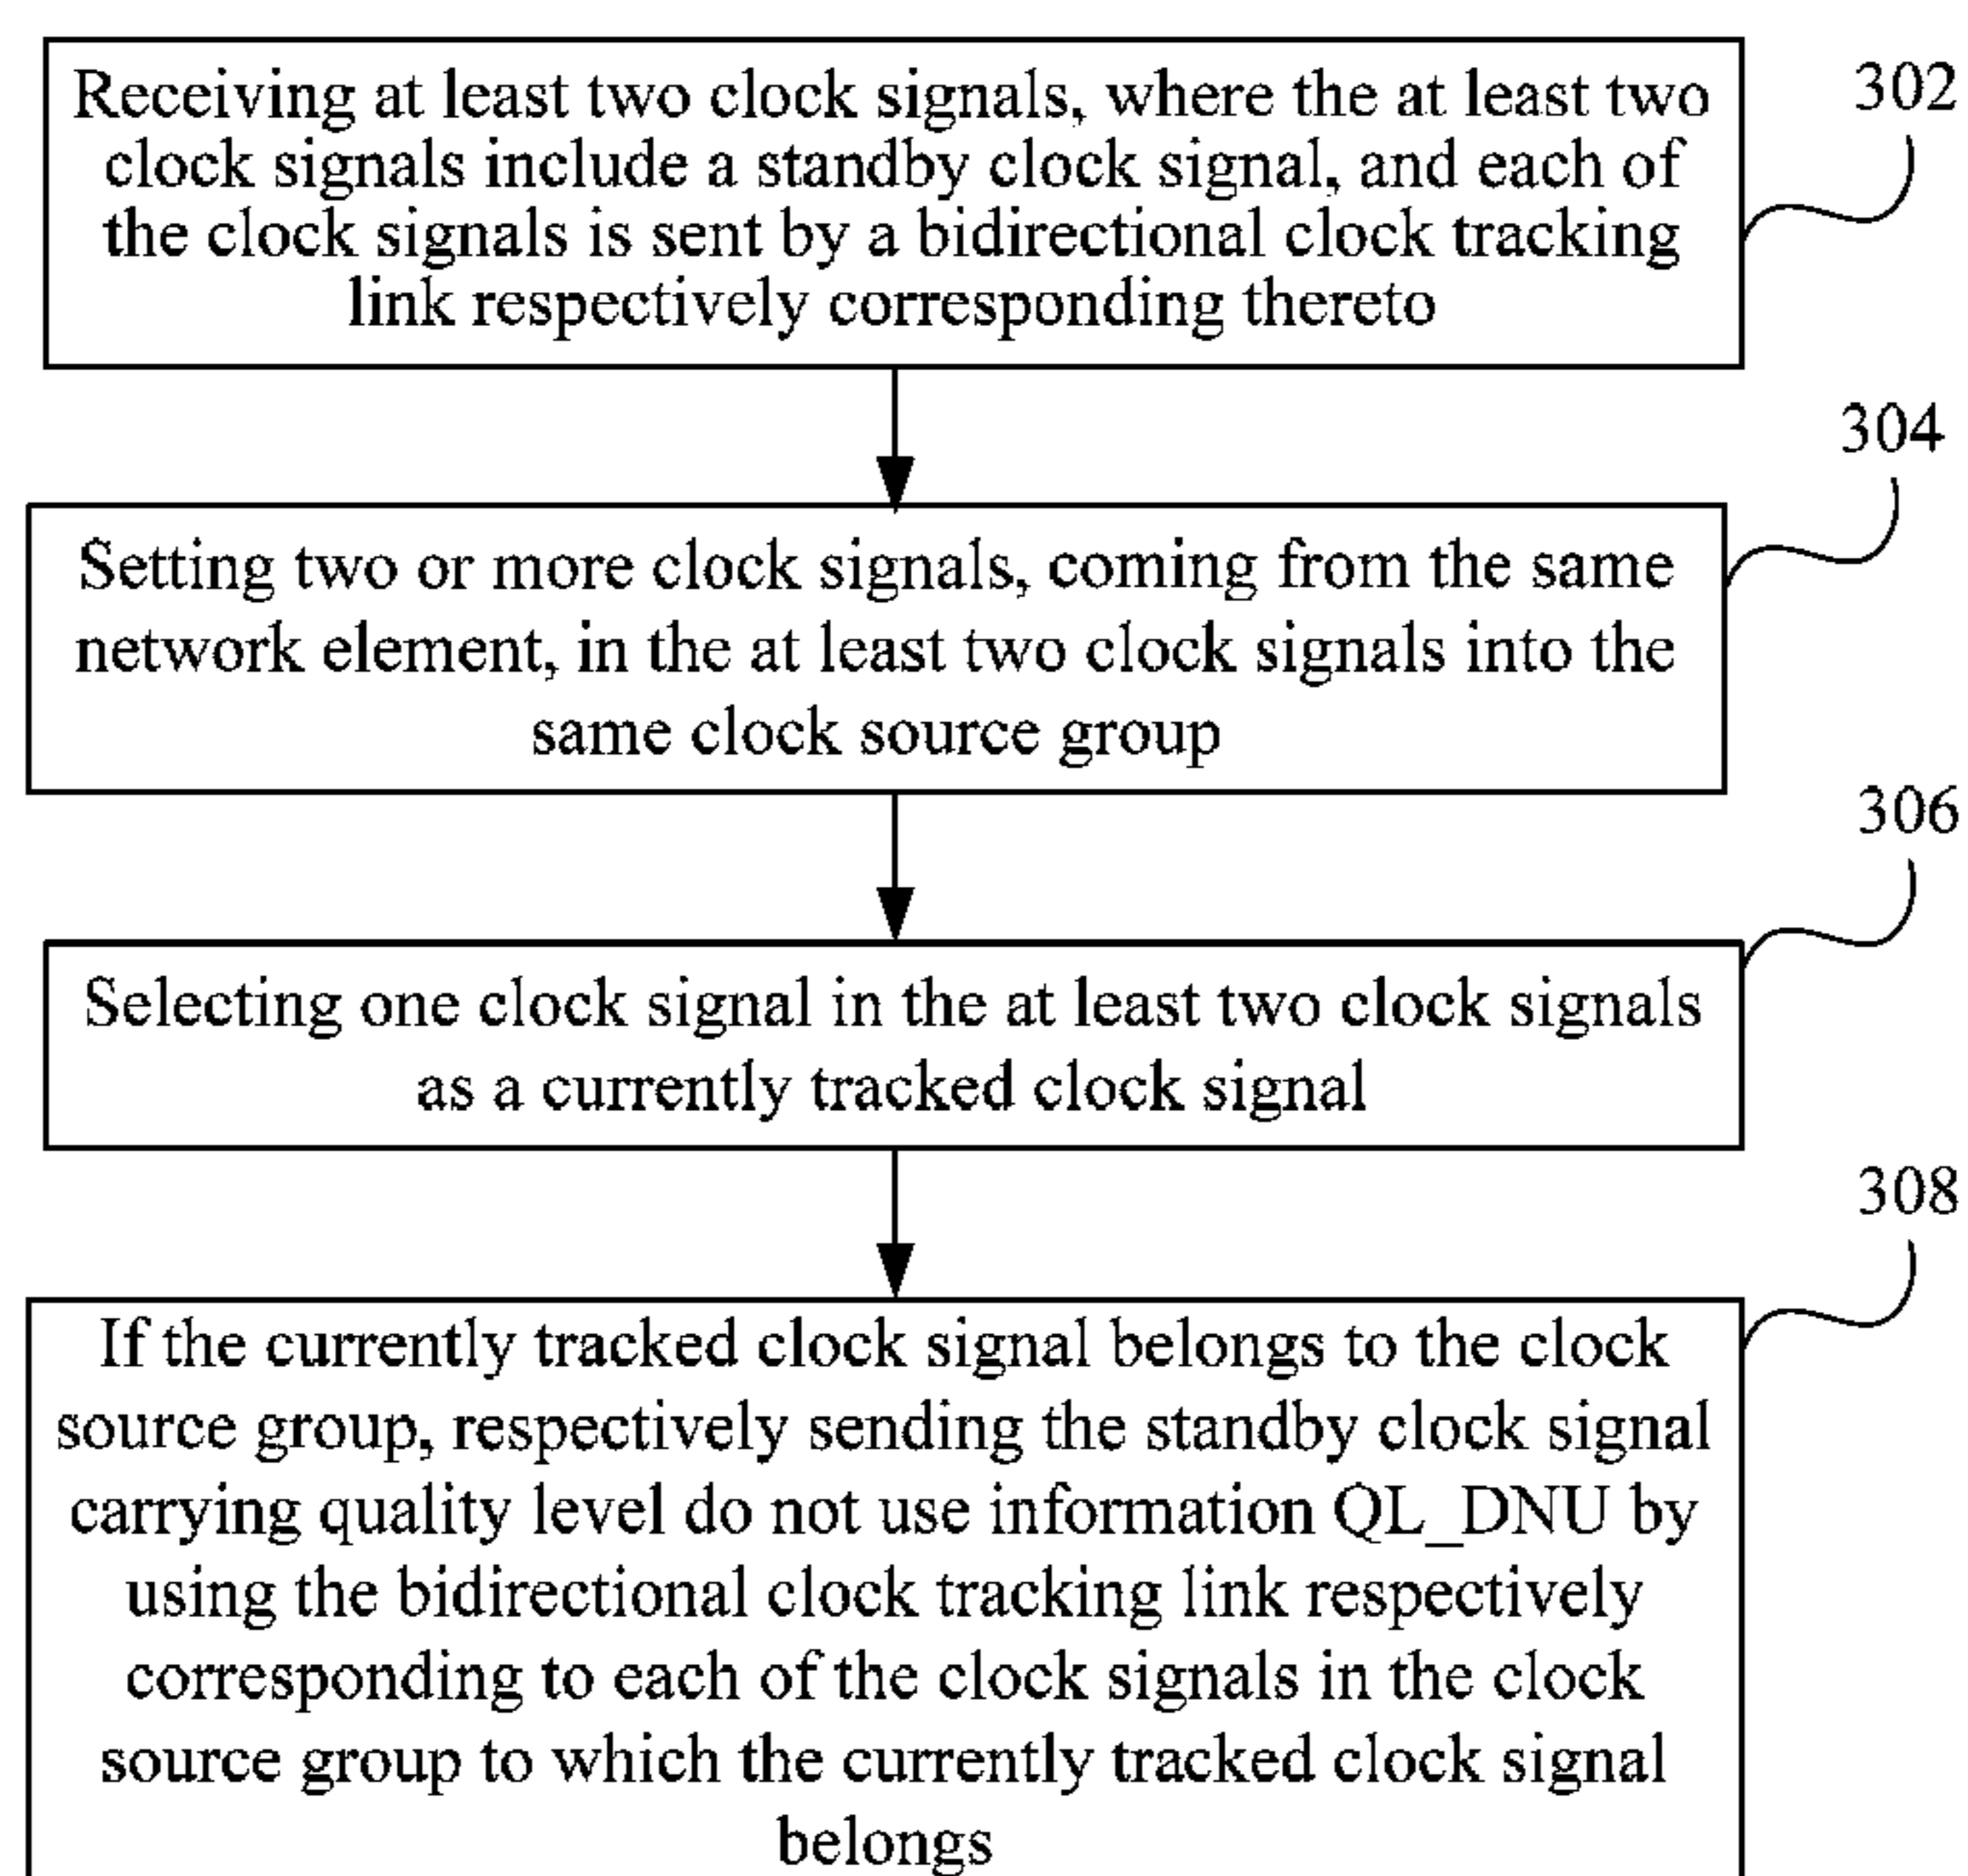 Receiving at least two clock signals, where the at least two
clock signals include a standby clock signal, and each of
the clock signals is sent by a bidirectional clock tracking
link respectively corresponding thereto
302
304
Setting two or more clock signals, coming from the same
network element, in the at least two clock signals into the
same clock source group
306
Selecting one clock signal in the at least two clock signals
as a currently tracked clock signal
308
If the currently tracked clock signal belongs to the clock
source group, respectively sending the standby clock signal
carrying quality level do not use information QL_DNU by
using the bidirectional clock tracking link respectively
corresponding to each of the clock signals in the clock
source group to which the currently tracked clock signal
belongs